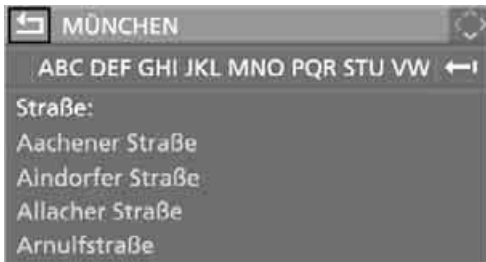 MÜNCHEN
ABC DEF GHI JKL MNO PQR STU VW
Straße:
Aachener Straße
Aindorfer Straße
Allacher Straße
Arnulfstraße